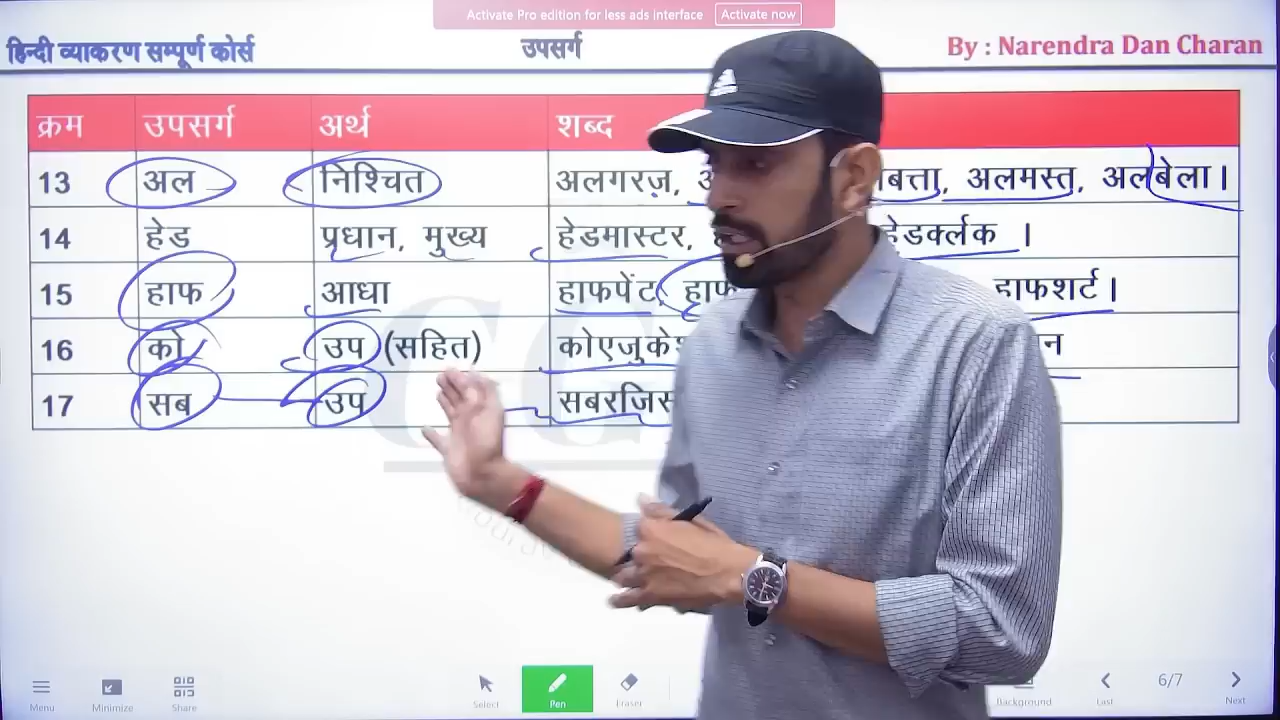 Activate Pro edition for less ads interface Activate now
हिन्दी व्याकरण सम्पूर्ण कोर्स उपसर्ग By : Narendra Dan Charan
क्रम उपसर्ग अर्थ शब्द
13 अल निश्चित अलगरज़, अलमस्त, अलबेला।
14 हेड प्रधान, मुख्य हेडमास्टर, हेडक्लर्क ।
15 हाफ आधा हाफपेंट, हाफशर्ट।
16 को उप (सहित)
17 सब उप
Menu Minimize Share Select Pen Eraser Background Last 6/7 Next